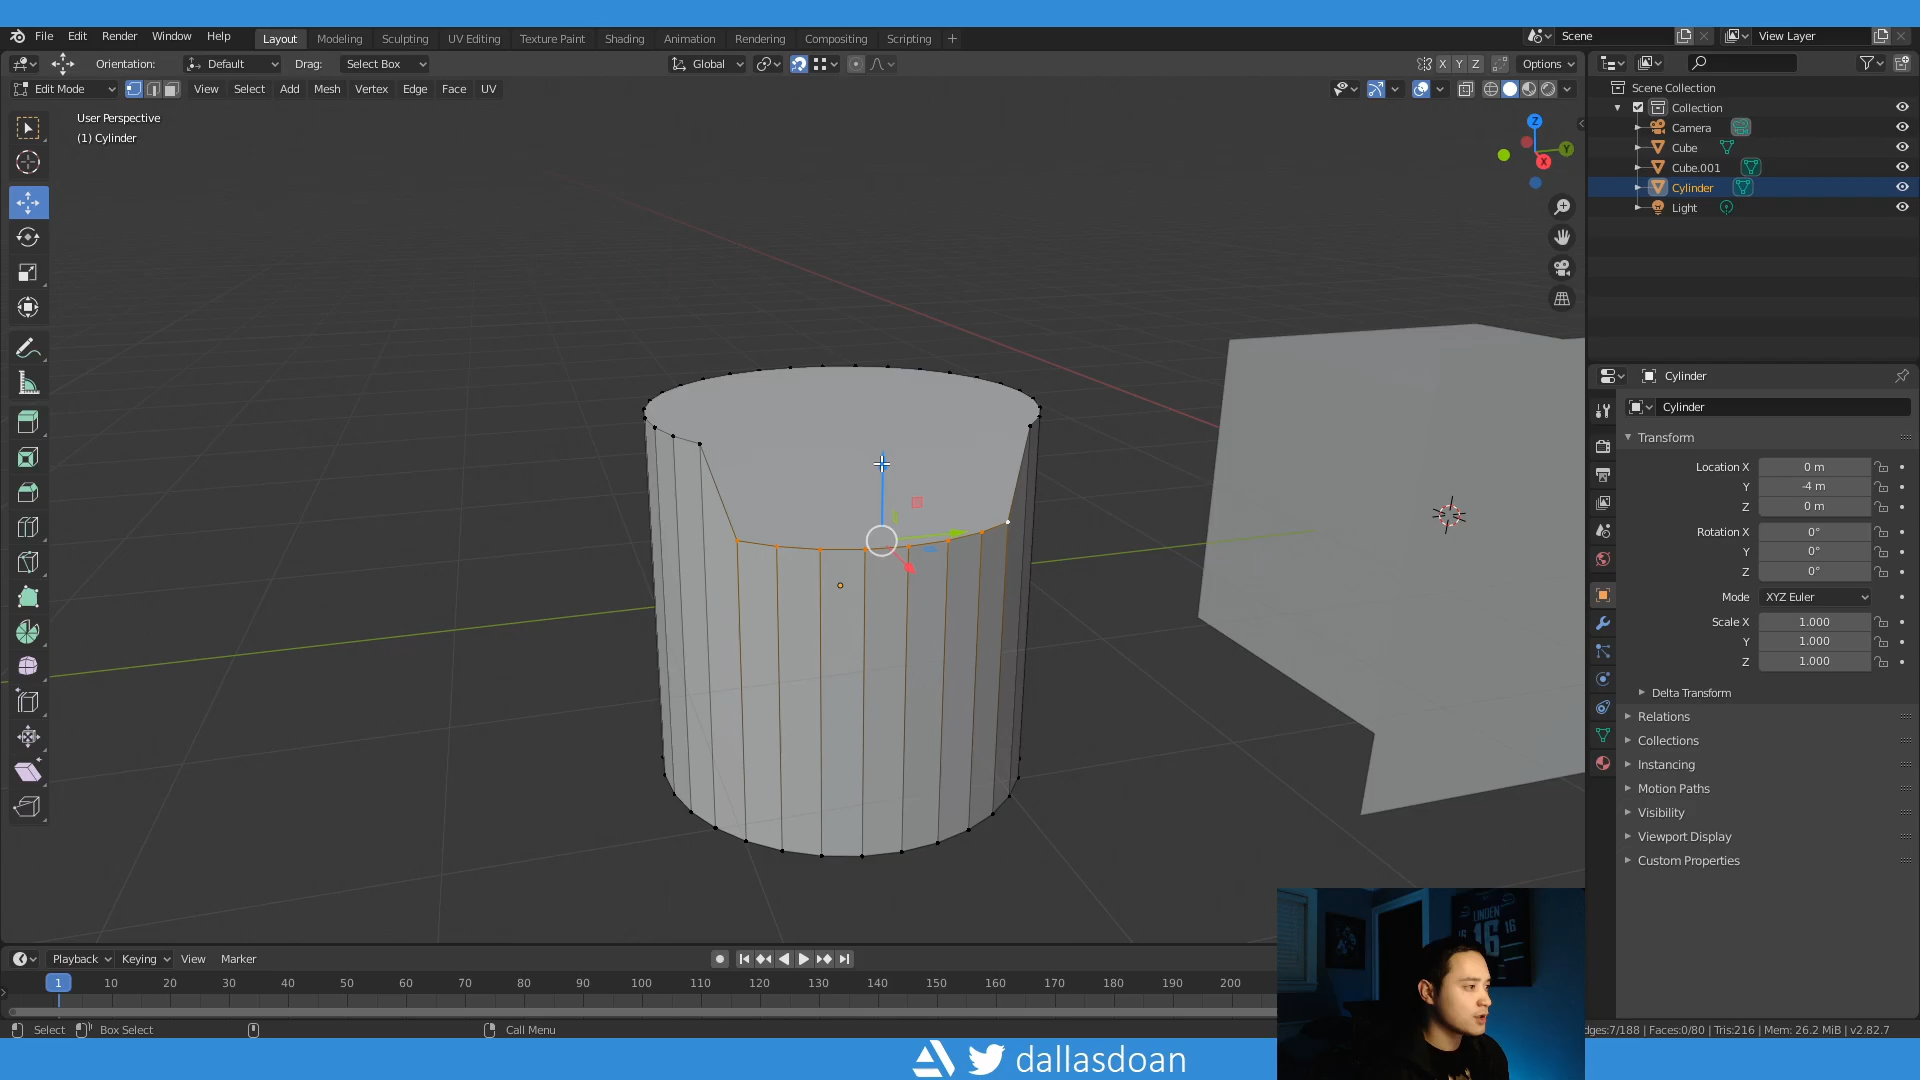 File Edit Render Window Help Layout Modeling Sculpting UV Editing Texture Paint Shading Animation Rendering Compositing Scripting + Scene View Layer
Orientation: Default Drag: Select Box Global X Y Z Options
Edit Mode View Select Add Mesh Vertex Edge Face UV
User Perspective
(1) Cylinder
Z
Y
X
Scene Collection
Collection
Camera
Cube
Cube.001
Cylinder
Light
Cylinder
Cylinder
Transform
Location X 0 m
Y -4 m
Z 0 m
Rotation X 0°
Y 0°
Z 0°
Mode XYZ Euler
Scale X 1.000
Y 1.000
Z 1.000
Delta Transform
Relations
Collections
Instancing
Motion Paths
Visibility
Viewport Display
Custom Properties
LINDEN
16 16
16
Playback Keying View Marker
1 10 20 30 40 50 60 70 80 90 100 110 120 130 140 150 160 170 180 190 200
Select Box Select Call Menu dges:7/188 | Faces:0/80 | Tris:216 | Mem: 26.2 MiB | v2.82.7
dallasdoan